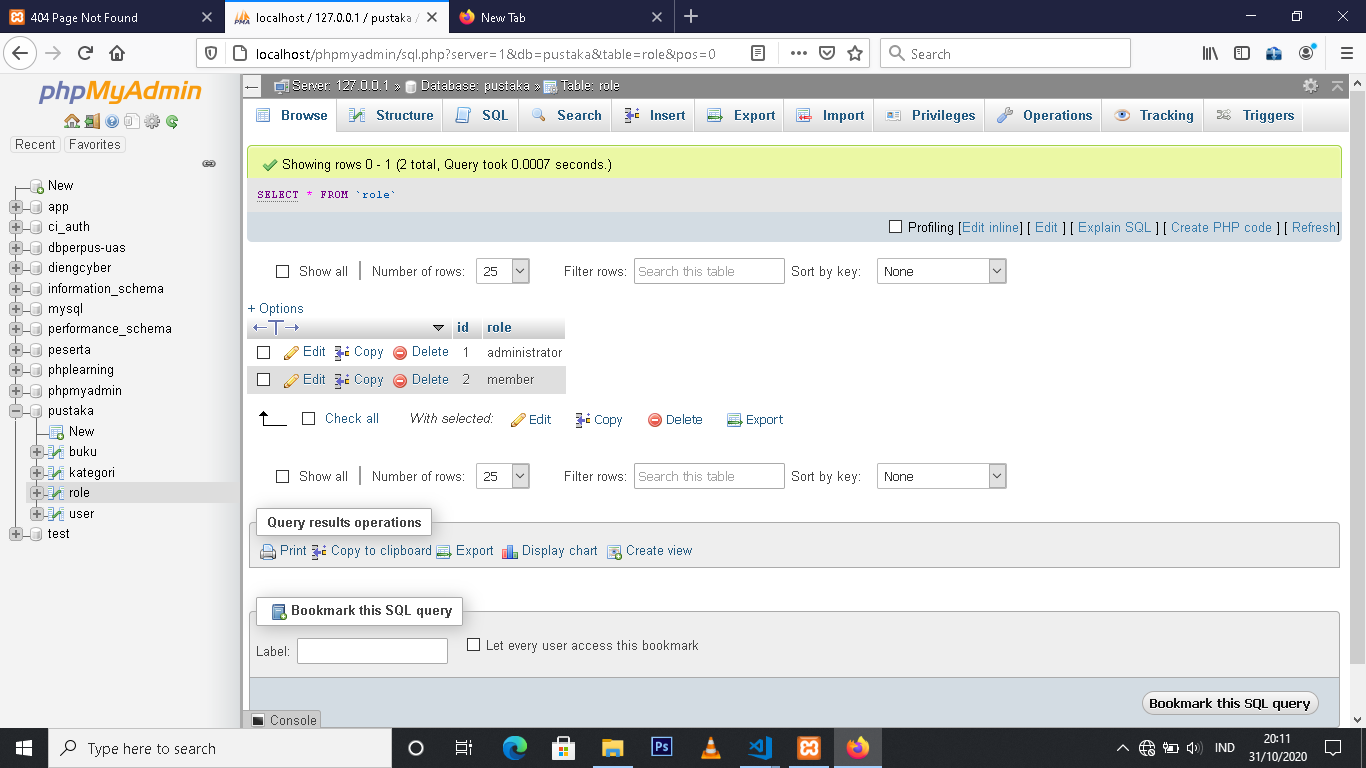 404 Page Not Found
localhost / 127.0.0.1 / pustaka /
New Tab
localhost/phpmyadmin/sql.php?server=1&db=pustaka&table=role&pos=0
Search
phpMyAdmin
Recent Favorites
New
app
ci_auth
dbperpus-uas
diengcyber
information_schema
mysql
performance_schema
peserta
phplearning
phpmyadmin
pustaka
New
buku
kategori
role
user
test
Server: 127.0.0.1 » Database: pustaka » Table: role
Browse Structure SQL Search Insert Export Import Privileges Operations Tracking Triggers
Showing rows 0 - 1 (2 total, Query took 0.0007 seconds.)
SELECT * FROM `role`
Profiling [Edit inline] [ Edit ] [ Explain SQL ] [ Create PHP code ] [ Refresh]
Show all | Number of rows: 25 Filter rows: Search this table Sort by key: None
+ Options
←T→ id role
Edit Copy Delete 1 administrator
Edit Copy Delete 2 member
Check all With selected: Edit Copy Delete Export
Show all | Number of rows: 25 Filter rows: Search this table Sort by key: None
Query results operations
Print Copy to clipboard Export Display chart Create view
Bookmark this SQL query
Label: Let every user access this bookmark
Bookmark this SQL query
Console
Type here to search
Ps
IND
20:11
31/10/2020